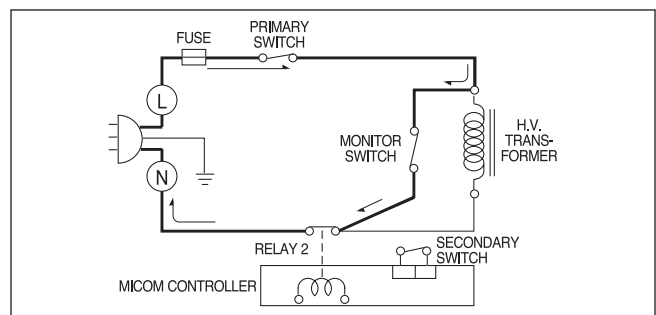 PRIMARY
SWITCH
FUSE
L
MONITOR
SWITCH
H.V.
TRANS-
FORMER
N
RELAY 2
SECONDARY
SWITCH
MICOM CONTROLLER